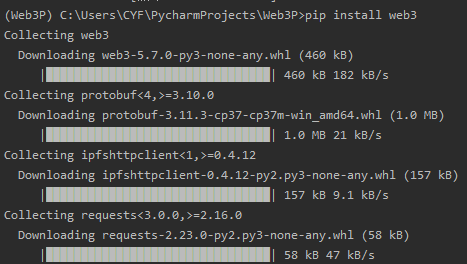 (Web3P) C:\Users\CYF\PycharmProjects\Web3P>pip install web3
Collecting web3
Downloading web3-5.7.0-py3-none-any.whl (460 kB)
|████████████████████████████████| 460 kB 182 kB/s
Collecting protobuf<4,>=3.10.0
Downloading protobuf-3.11.3-cp37-cp37m-win_amd64.whl (1.0 MB)
|████████████████████████████████| 1.0 MB 21 kB/s
Collecting ipfshttpclient<1,>=0.4.12
Downloading ipfshttpclient-0.4.12-py2.py3-none-any.whl (157 kB)
|████████████████████████████████| 157 kB 9.1 kB/s
Collecting requests<3.0.0,>=2.16.0
Downloading requests-2.23.0-py2.py3-none-any.whl (58 kB)
|████████████████████████████████| 58 kB 47 kB/s